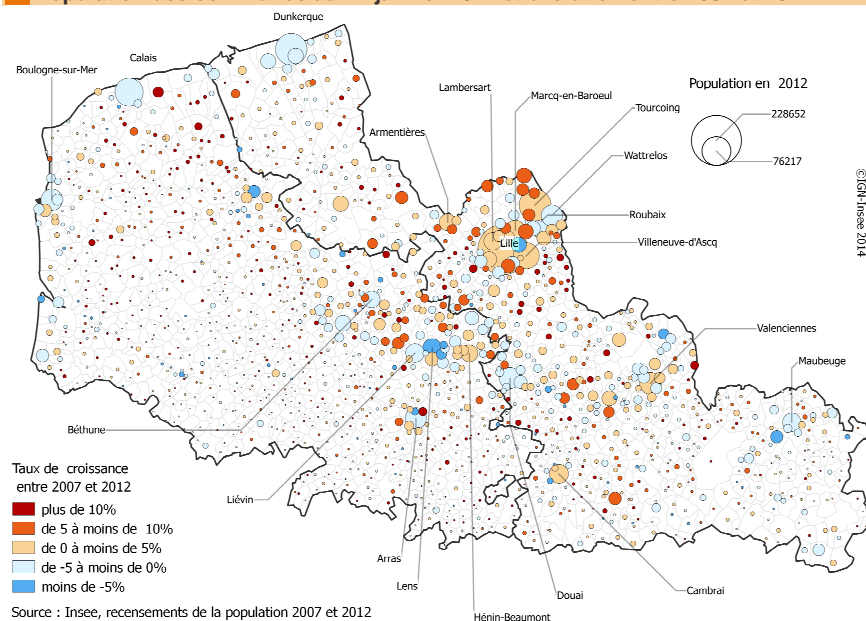 Dunkerque
Calais
Boulogne-sur-Mer
Lambersart
Marcq-en-Baroeul
Tourcoing
Armentières
Wattrelos
Roubaix
Lille
Villeneuve-d'Ascq
Population en 2012
228652
76217
©IGN-Insee 2014
Valenciennes
Maubeuge
Béthune
Liévin
Arras
Lens
Hénin-Beaumont
Douai
Cambrai
Taux de croissance
entre 2007 et 2012
plus de 10%
de 5 à moins de 10%
de 0 à moins de 5%
de -5 à moins de 0%
moins de -5%
Source : Insee, recensements de la population 2007 et 2012